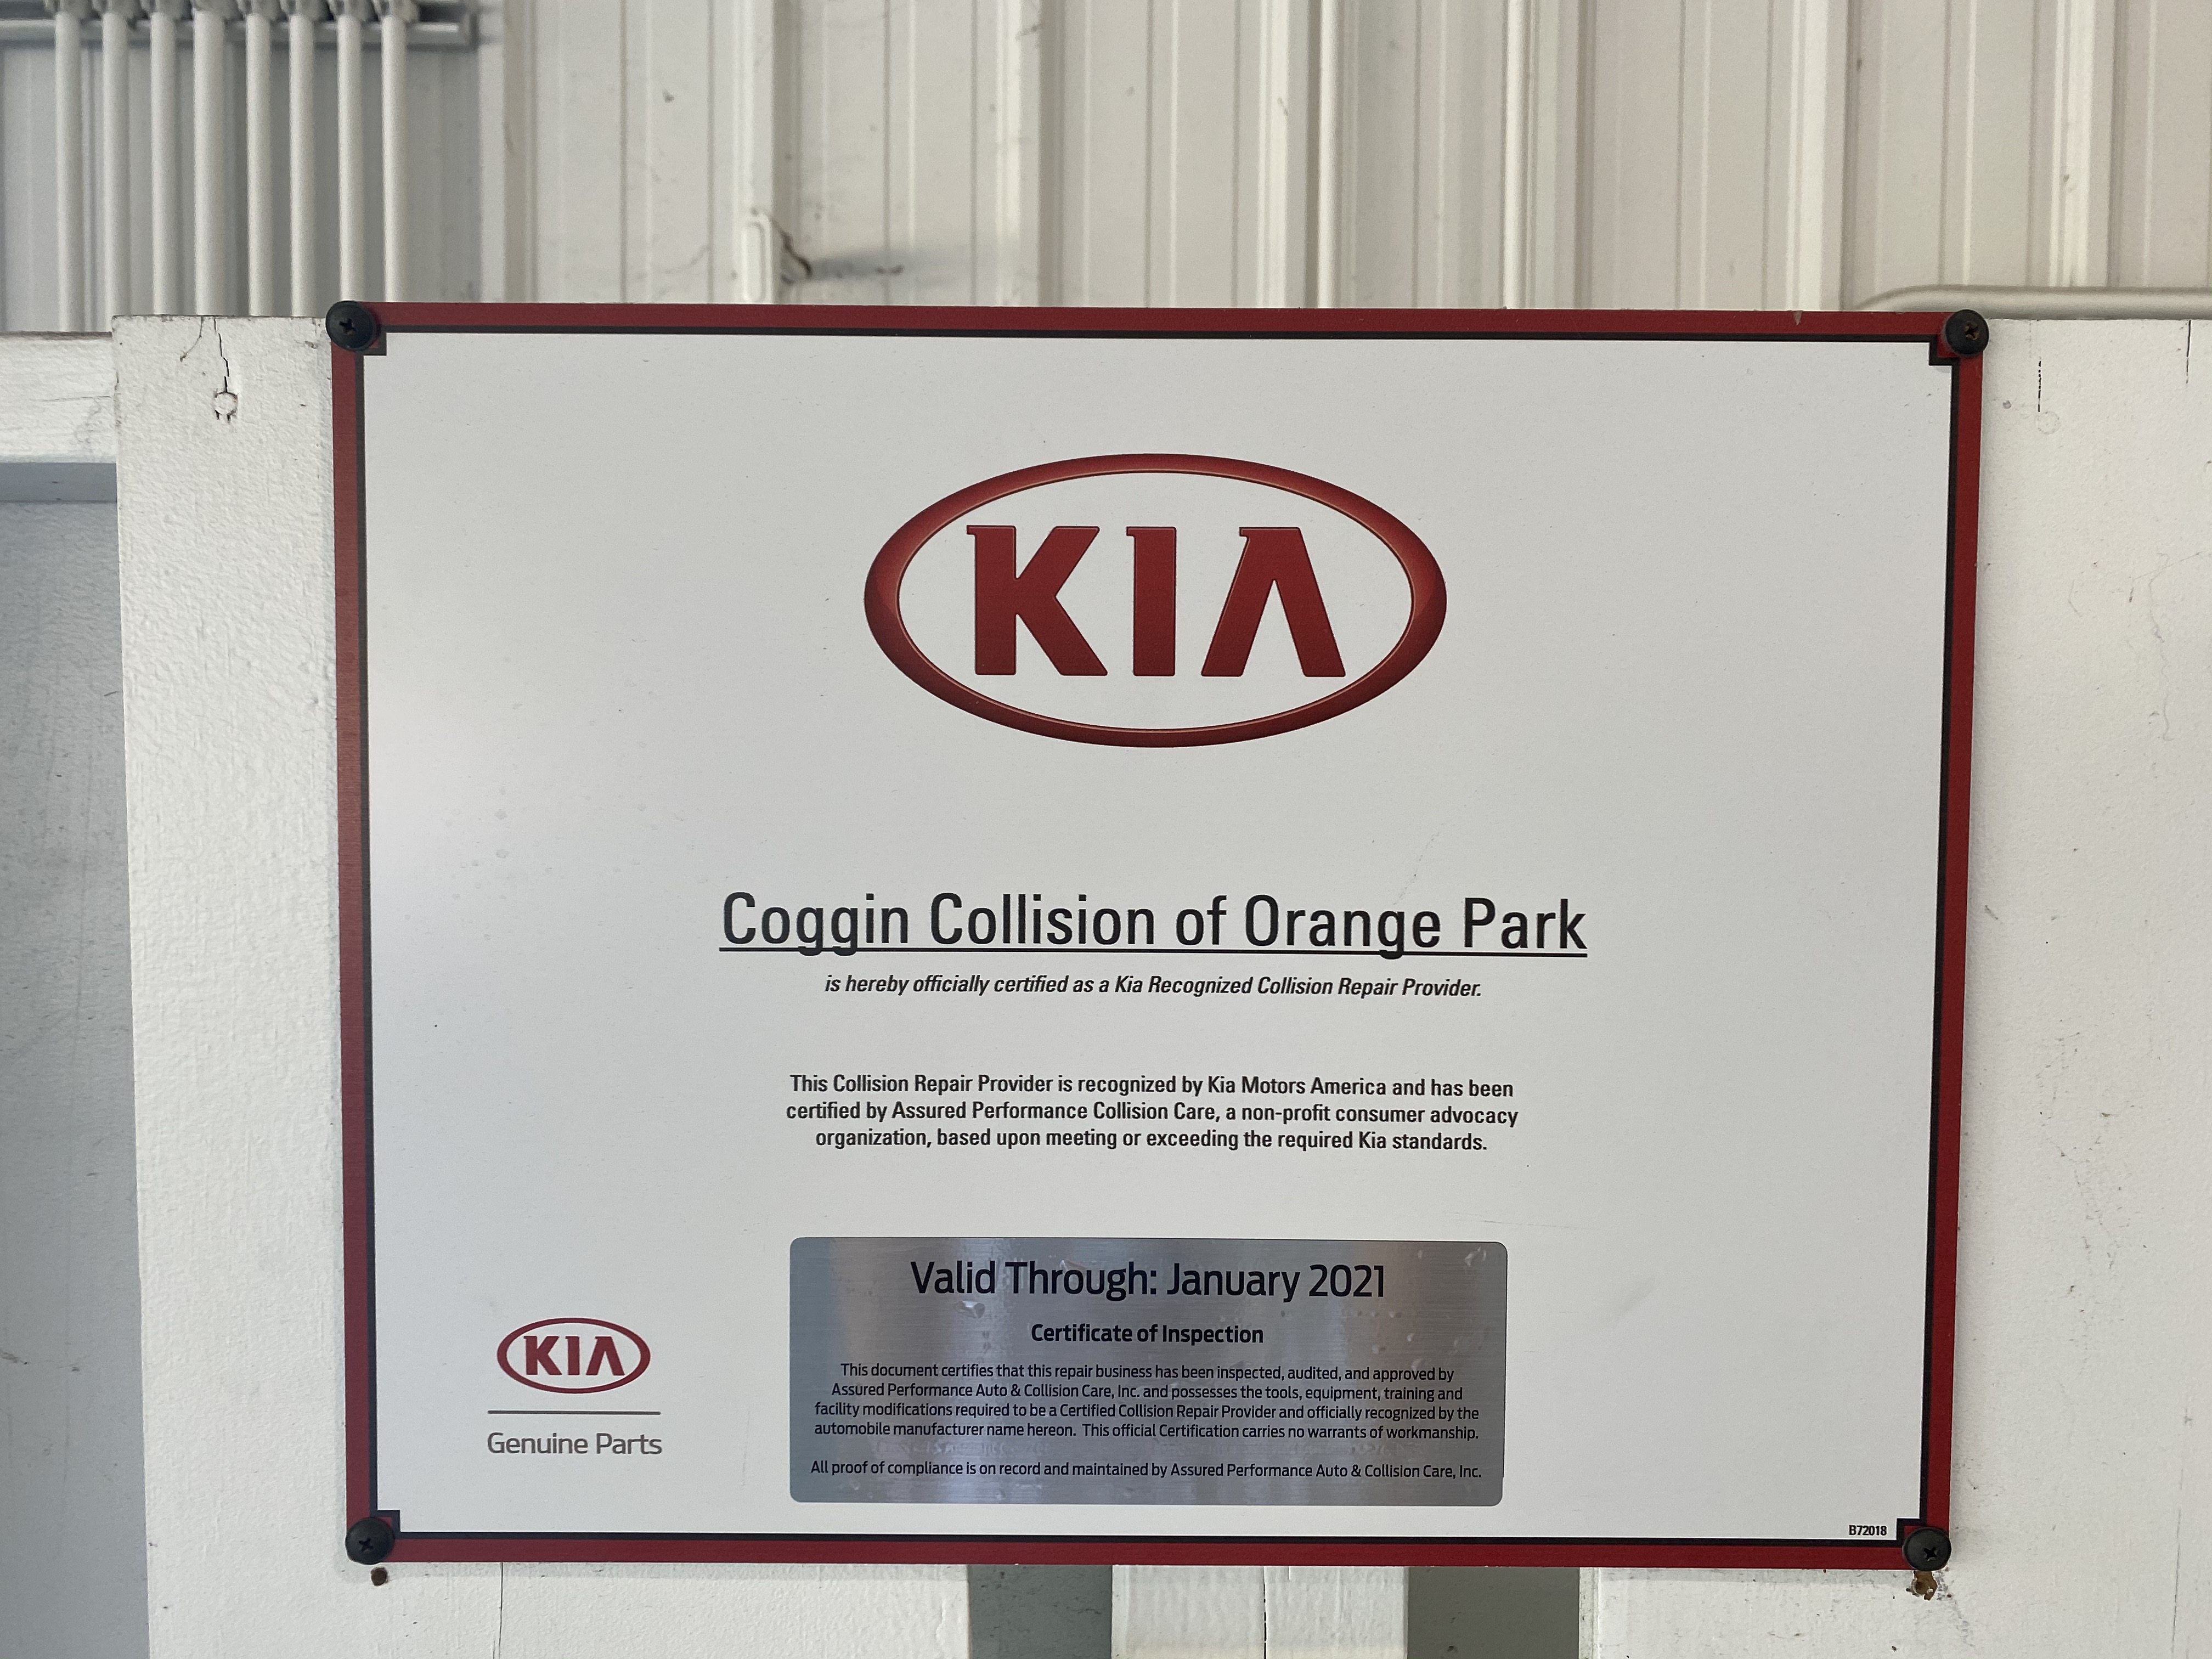 KIA
Coggin Collision of Orange Park
is hereby officially certified as a Kia Recognized Collision Repair Provider.
This Collision Repair Provider is recognized by Kia Motors America and has been
certified by Assured Performance Collision Care, a non-profit consumer advocacy
organization, based upon meeting or exceeding the required Kia standards.
Valid Through: January 2021
Certificate of Inspection
This document certifies that this repair business has been inspected, audited, and approved by
Assured Performance Auto & Collision Care, Inc. and possesses the tools, equipment, training and
facility modifications required to be a Certified Collision Repair Provider and officially recognized by the
automobile manufacturer name hereon. This official Certification carries no warrants of workmanship.
All proof of compliance is on record and maintained by Assured Performance Auto & Collision Care, Inc.
KIA
Genuine Parts
B72018